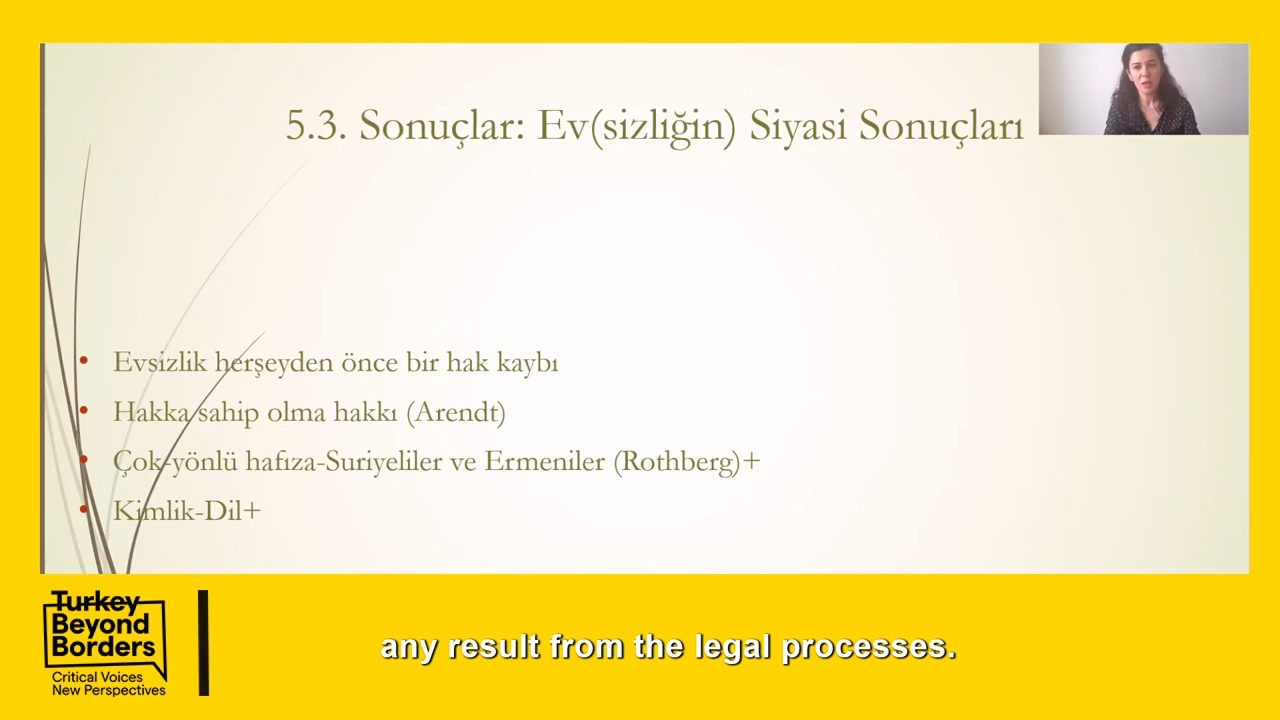 5.3. Sonuçlar: Ev(sizliğin) Siyasi Sonuçları
• Evsizlik herşeyden önce bir hak kaybı
• Hakka sahip olma hakkı (Arendt)
• Çok-yönlü hafıza-Suriyeliler ve Ermeniler (Rothberg)+
• Kimlik-Dil+
Turkey
Beyond
Borders
Critical Voices
New Perspectives
any result from the legal processes.